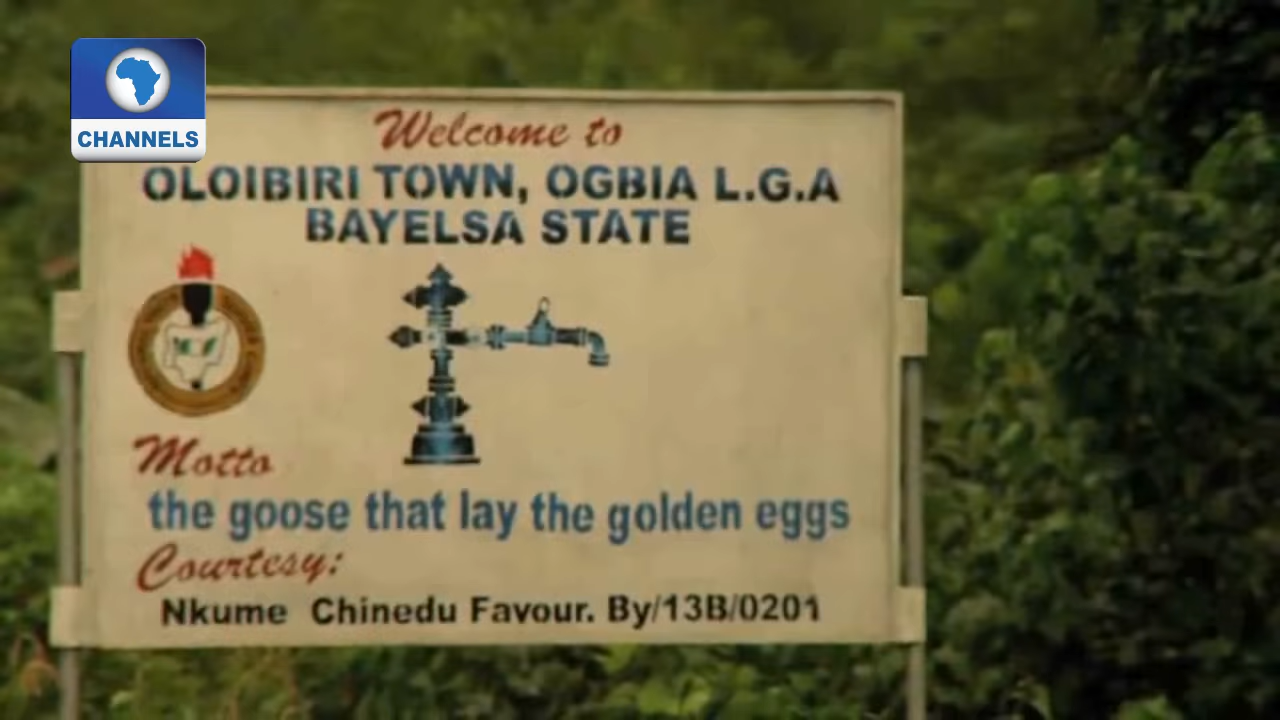 CHANNELS
Welcome to
OLOIBIRI TOWN, OGBIA L.G.A
BAYELSA STATE
Motto
the goose that lay the golden eggs
Courtesy:
Nkume Chinedu Favour. By/13B/0201